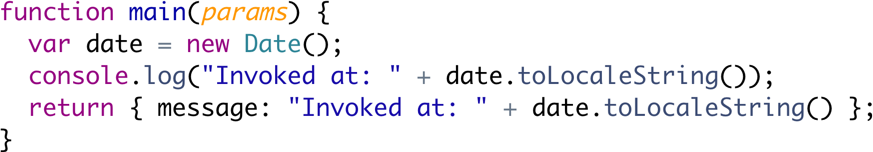 function main(params) {
  var date = new Date();
  console.log("Invoked at: " + date.toLocaleString());
  return { message: "Invoked at: " + date.toLocaleString() };
}